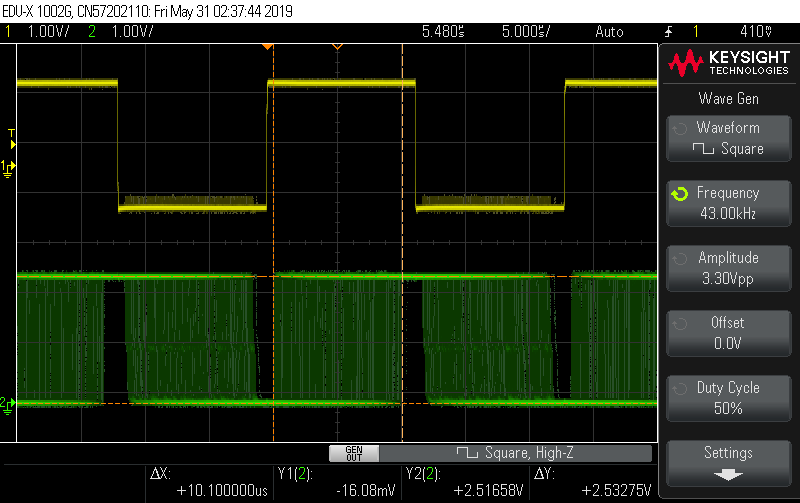 EDU-X 1002G, CN57202110: Fri May 31 02:37:44 2019
1 1.00V/ 2 1.00V/ 5.480s 5.000s/ Auto 1 410mV
KEYSIGHT
TECHNOLOGIES
Wave Gen
Waveform
Square
Frequency
43.00kHz
Amplitude
3.30Vpp
Offset
0.0V
Duty Cycle
50%
Settings
T
1
2
GEN
OUT
Square, High-Z
ΔX:
+10.100000us
Y1(2):
-16.08mV
Y2(2):
+2.51658V
ΔY:
+2.53275V